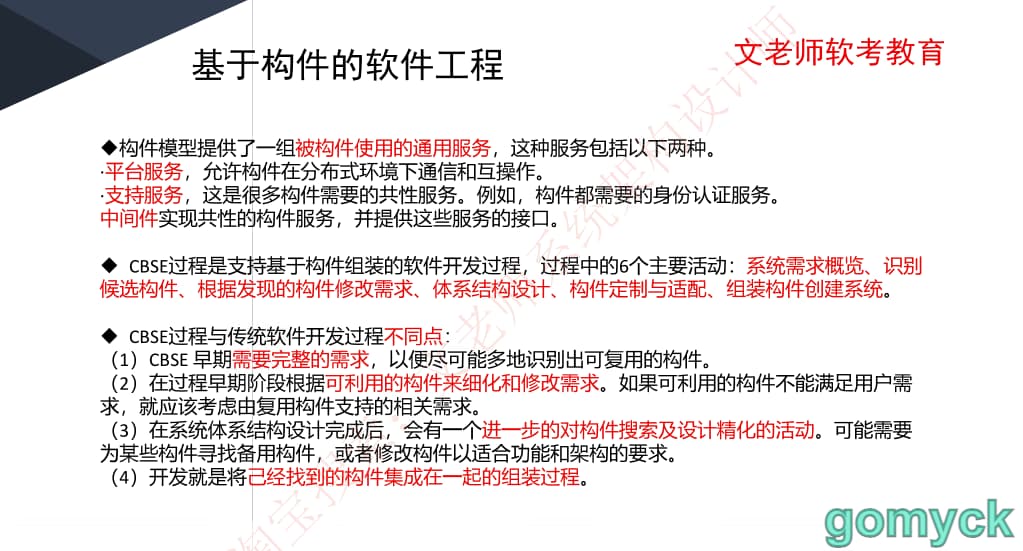 基于构件的软件工程
文老师软考教育
◆构件模型提供了一组被构件使用的通用服务，这种服务包括以下两种。
·平台服务，允许构件在分布式环境下通信和互操作。
·支持服务，这是很多构件需要的共性服务。例如，构件都需要的身份认证服务。
中间件实现共性的构件服务，并提供这些服务的接口。
◆ CBSE过程是支持基于构件组装的软件开发过程，过程中的6个主要活动：系统需求概览、识别
候选构件、根据发现的构件修改需求、体系结构设计、构件定制与适配、组装构件创建系统。
◆ CBSE过程与传统软件开发过程不同点：
（1）CBSE 早期需要完整的需求，以便尽可能多地识别出可复用的构件。
（2）在过程早期阶段根据可利用的构件来细化和修改需求。如果可利用的构件不能满足用户需
求，就应该考虑由复用构件支持的相关需求。
（3）在系统体系结构设计完成后，会有一个进一步的对构件搜索及设计精化的活动。可能需要
为某些构件寻找备用构件，或者修改构件以适合功能和架构的要求。
（4）开发就是将已经找到的构件集成在一起的组装过程。
gomyck